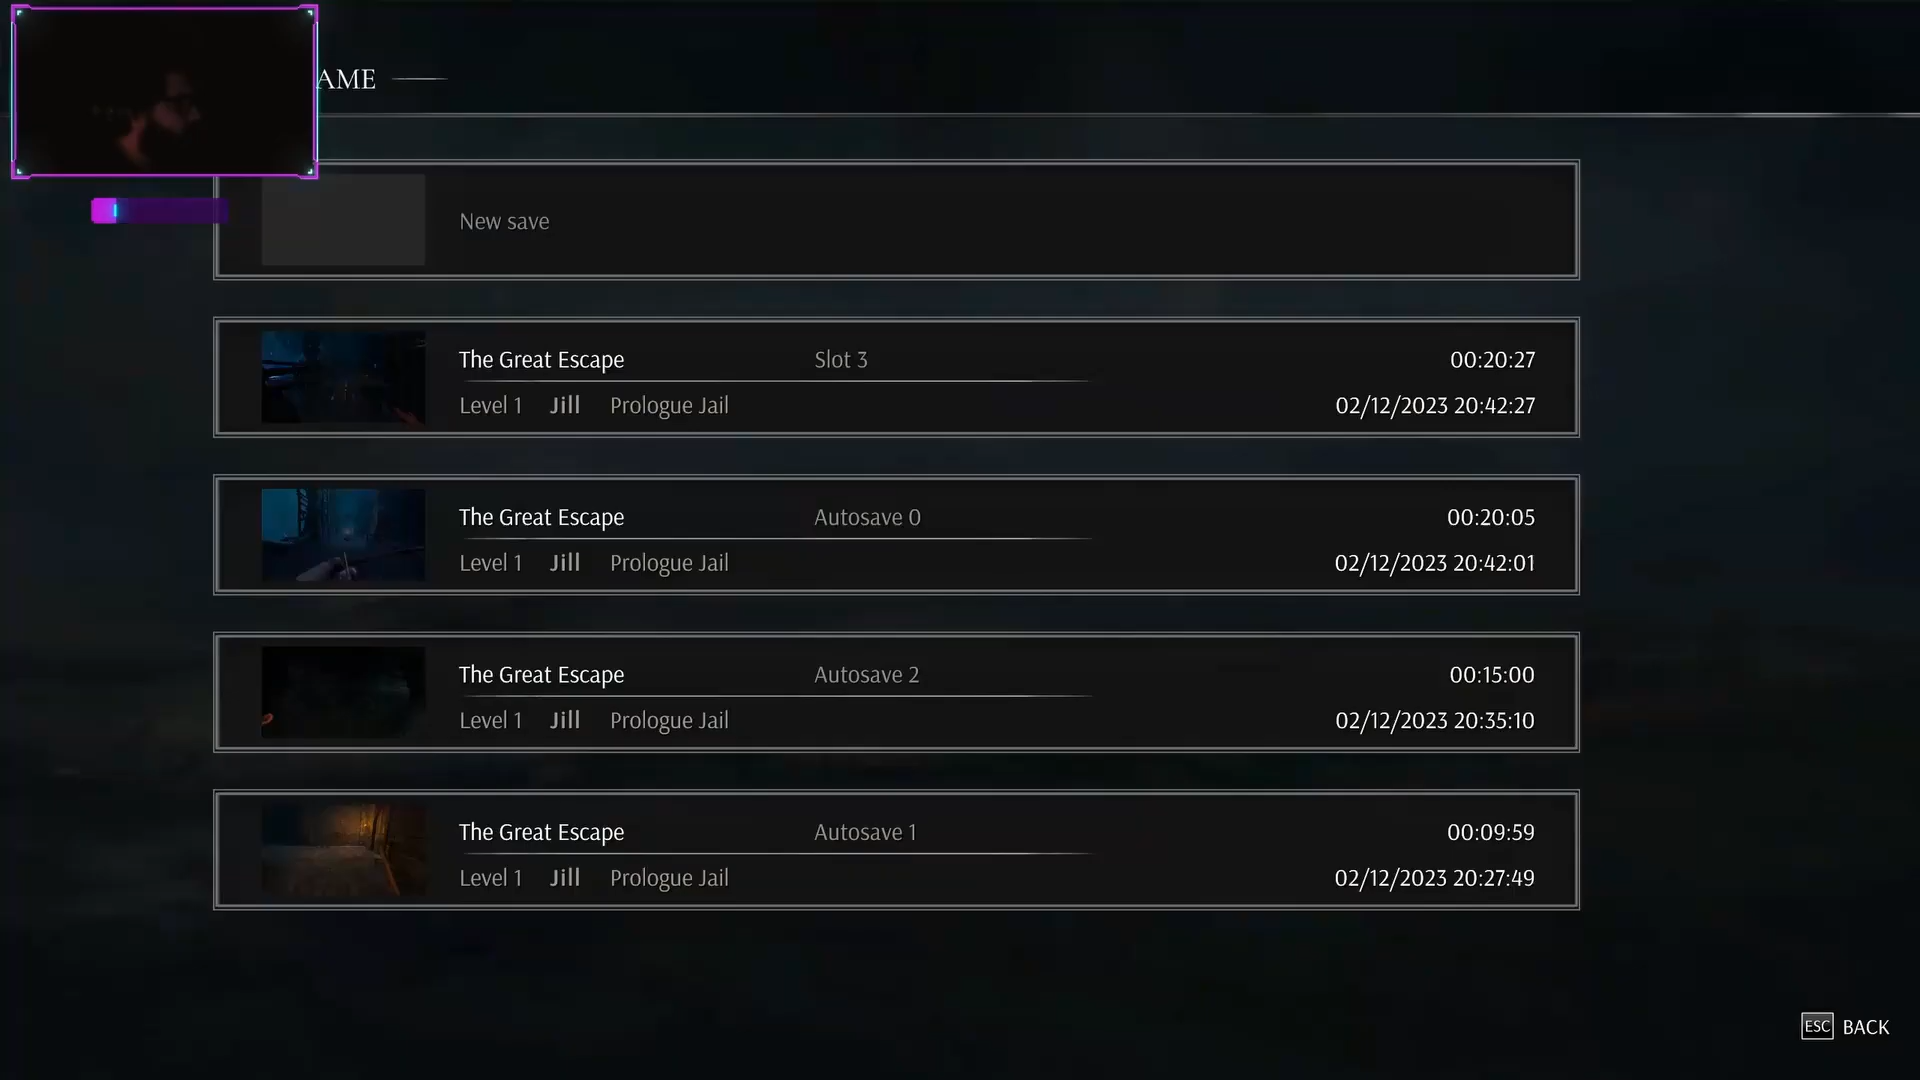 AME
New save
The Great Escape Slot 3 00:20:27
Level 1 Jill Prologue Jail 02/12/2023 20:42:27
The Great Escape Autosave 0 00:20:05
Level 1 Jill Prologue Jail 02/12/2023 20:42:01
The Great Escape Autosave 2 00:15:00
Level 1 Jill Prologue Jail 02/12/2023 20:35:10
The Great Escape Autosave 1 00:09:59
Level 1 Jill Prologue Jail 02/12/2023 20:27:49
ESC BACK